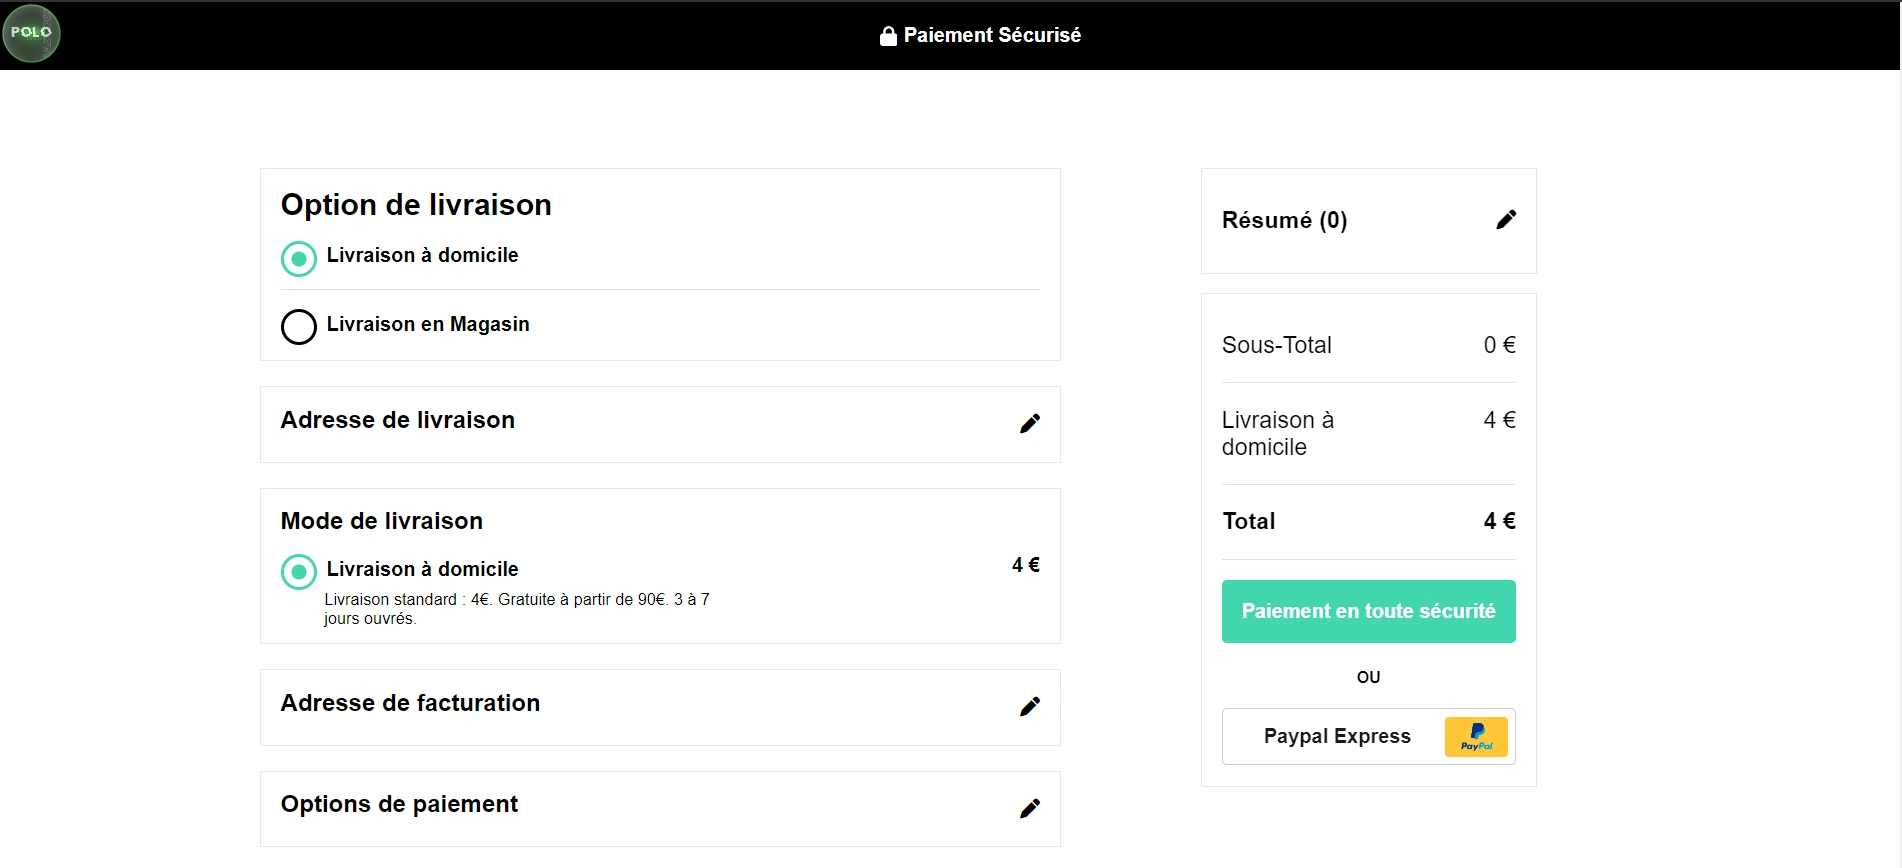 POLO
Paiement Sécurisé
Option de livraison
Livraison à domicile
Livraison en Magasin
Adresse de livraison
Mode de livraison
Livraison à domicile
4 €
Livraison standard : 4€. Gratuite à partir de 90€. 3 à 7
jours ouvrés.
Adresse de facturation
Options de paiement
Résumé (0)
Sous-Total
0 €
Livraison à
domicile
4 €
Total
4 €
Paiement en toute sécurité
OU
Paypal Express
PayPal